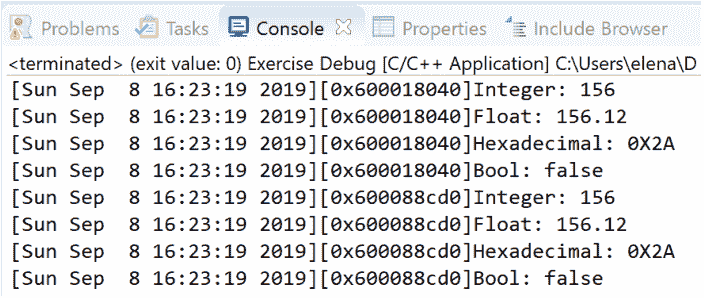 Problems Tasks Console Properties Include Browser
<terminated> (exit value: 0) Exercise Debug [C/C++ Application] C:\Users\elena\D
[Sun Sep  8 16:23:19 2019][0x600018040]Integer: 156
[Sun Sep  8 16:23:19 2019][0x600018040]Float: 156.12
[Sun Sep  8 16:23:19 2019][0x600018040]Hexadecimal: 0X2A
[Sun Sep  8 16:23:19 2019][0x600018040]Bool: false
[Sun Sep  8 16:23:19 2019][0x600088cd0]Integer: 156
[Sun Sep  8 16:23:19 2019][0x600088cd0]Float: 156.12
[Sun Sep  8 16:23:19 2019][0x600088cd0]Hexadecimal: 0X2A
[Sun Sep  8 16:23:19 2019][0x600088cd0]Bool: false